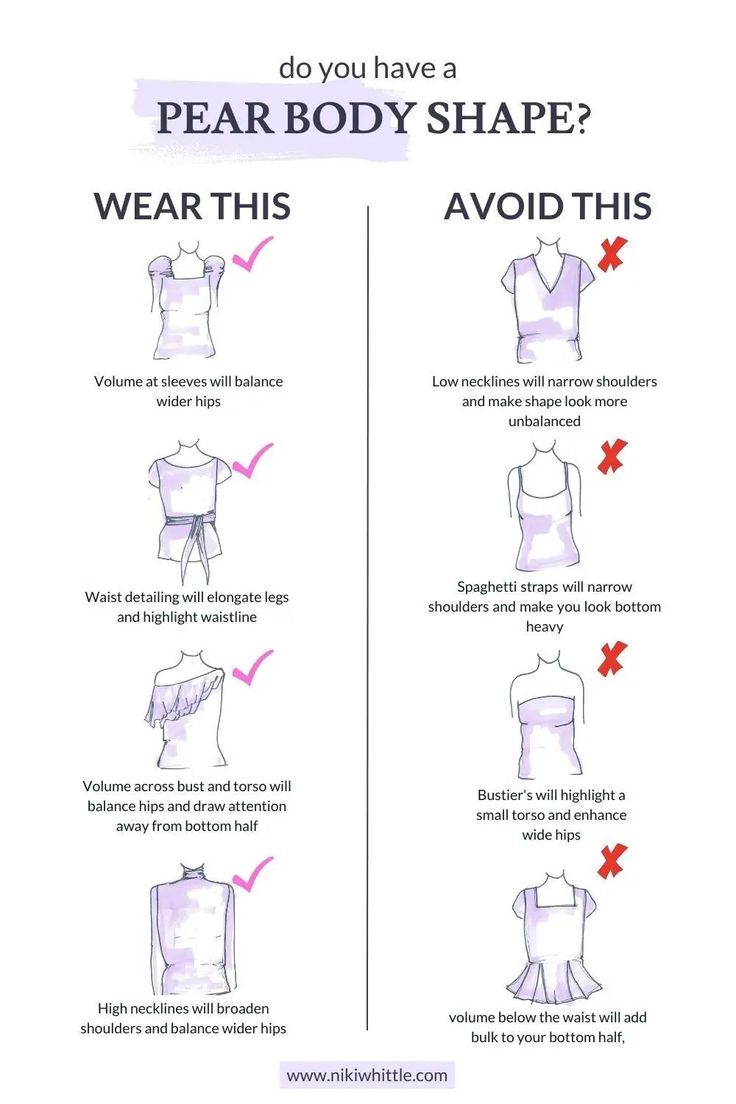 do you have a
PEAR BODY SHAPE?
WEAR THIS
Volume at sleeves will balance
wider hips
Waist detailing will elongate legs
and highlight waistline
Volume across bust and torso will
balance hips and draw attention
away from bottom half
High necklines will broaden
shoulders and balance wider hips
AVOID THIS
Low necklines will narrow shoulders
and make shape look more
unbalanced
Spaghetti straps will narrow
shoulders and make you look bottom
heavy
Bustier's will highlight a
small torso and enhance
wide hips
volume below the waist will add
bulk to your bottom half,
www.nikiwhittle.com